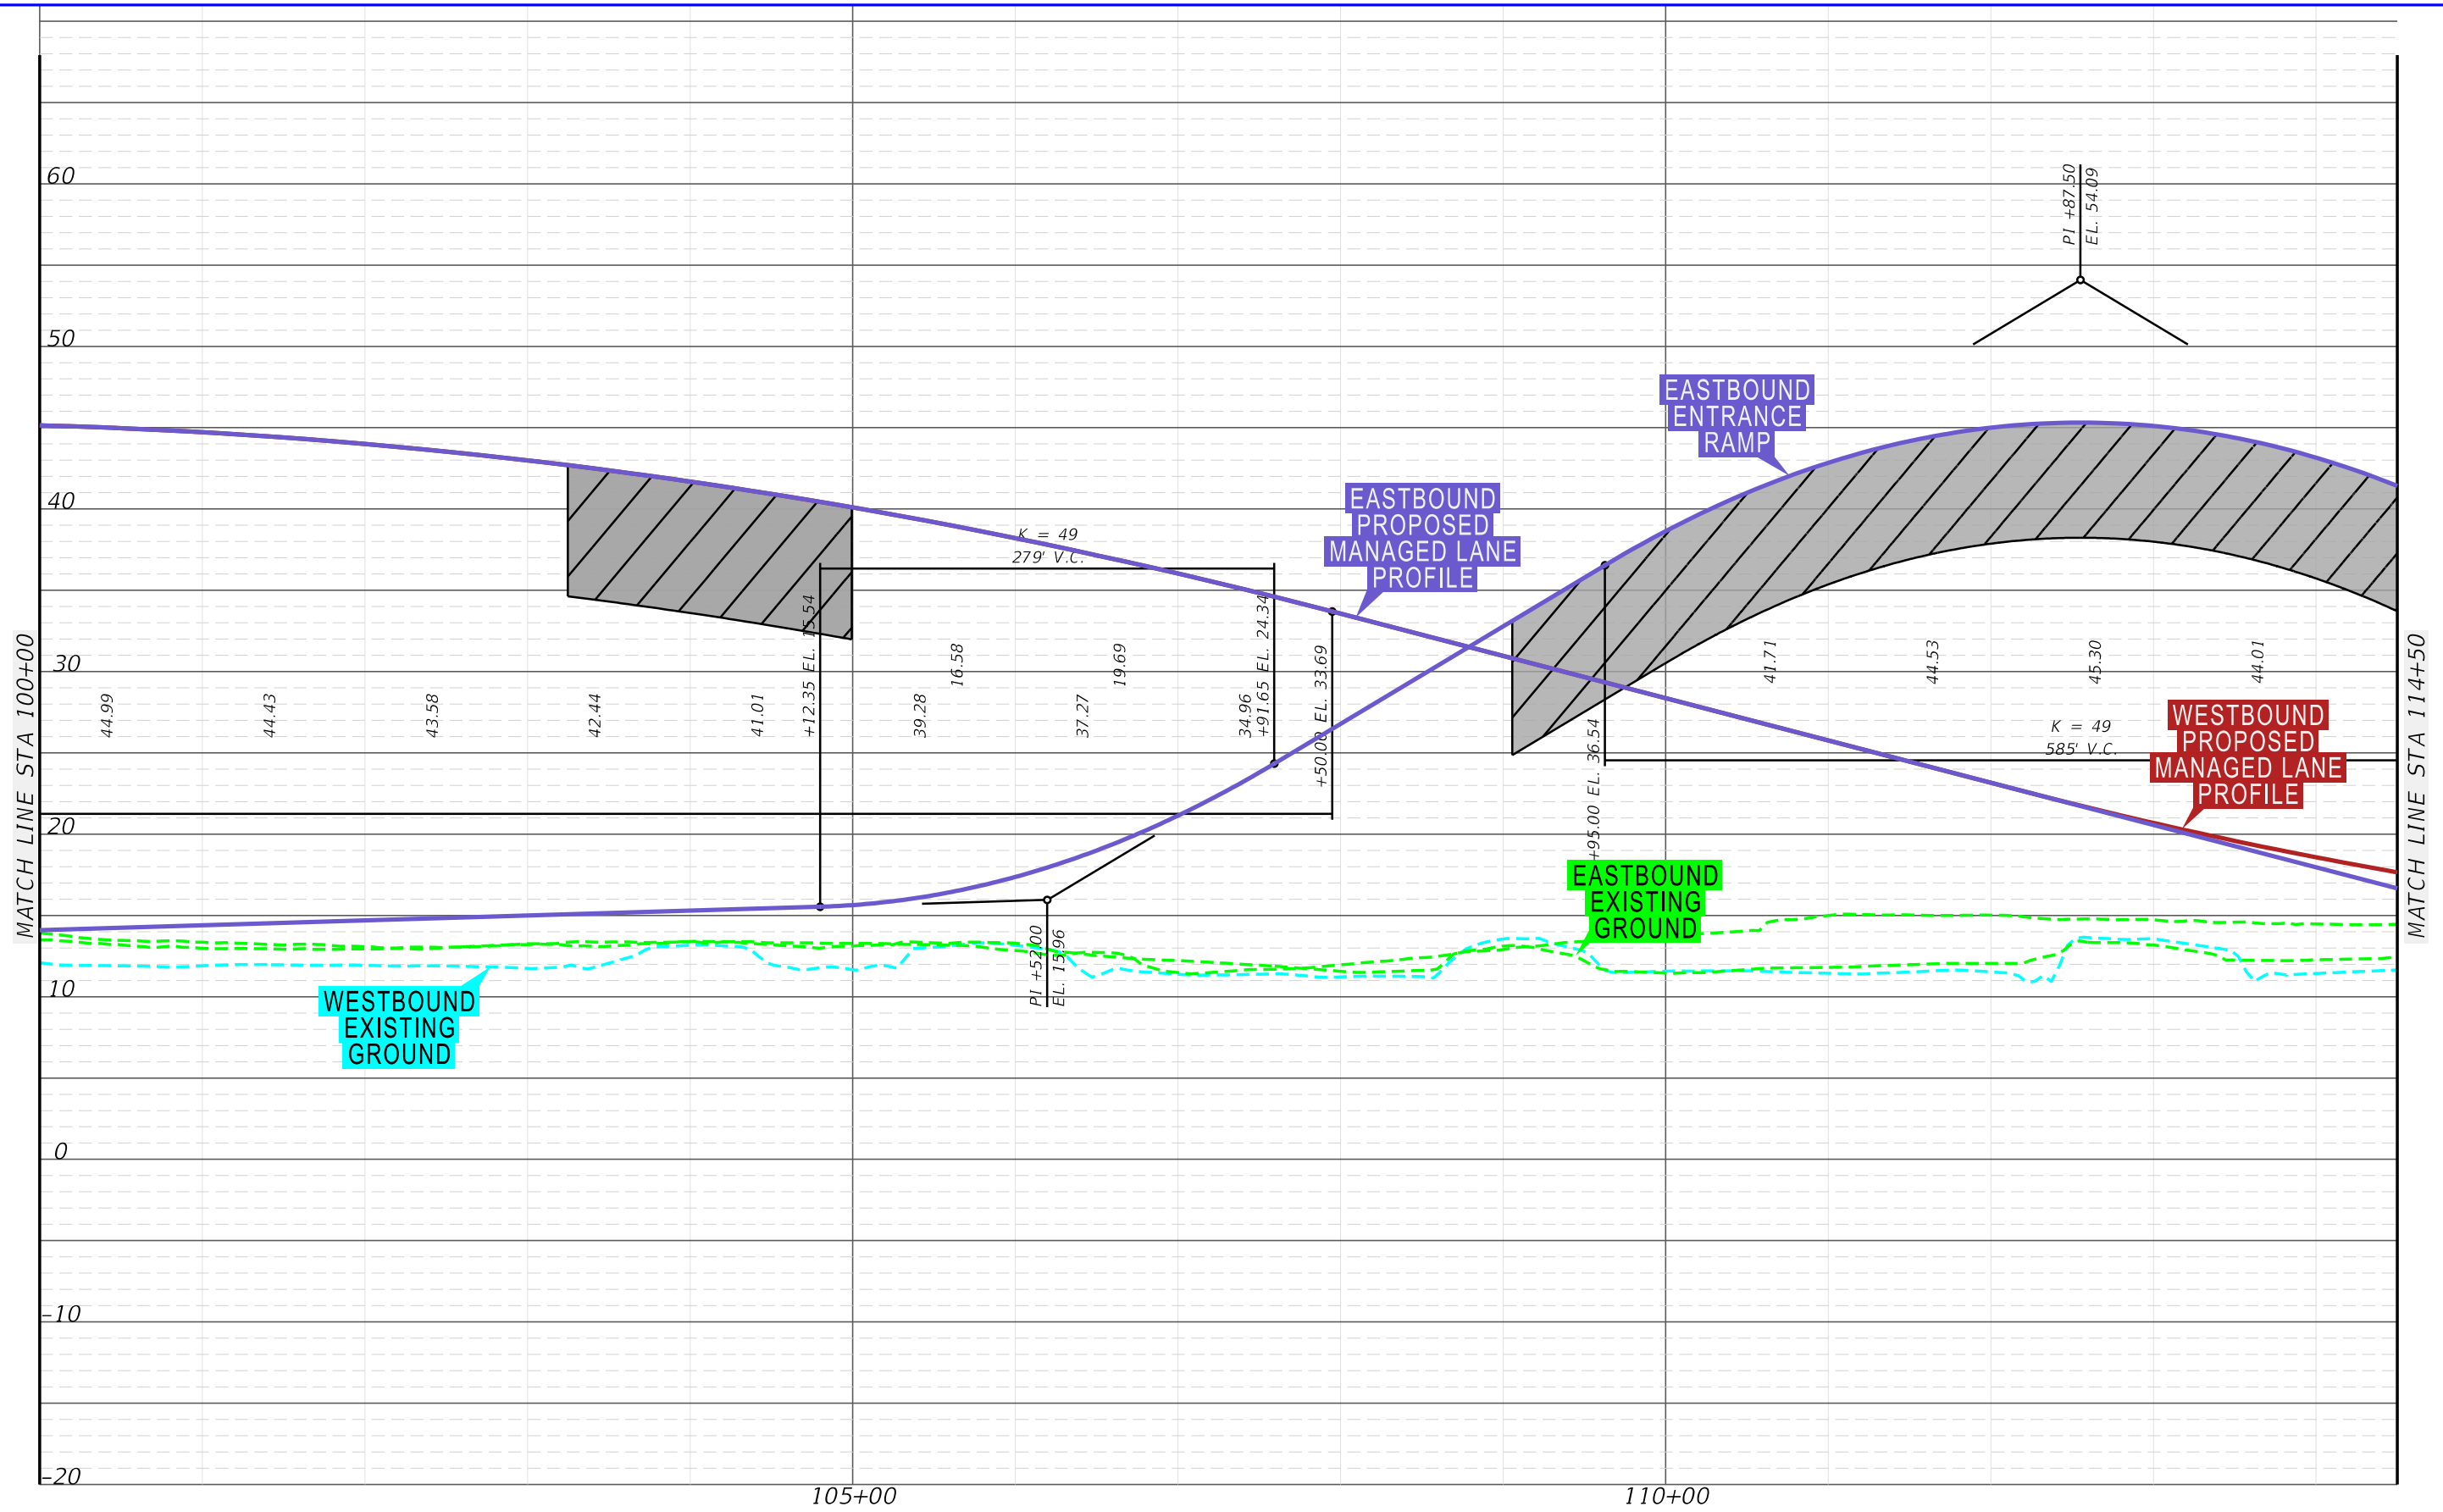 60
50
40
30
20
10
0
-10
-20
105+00
110+00
MATCH LINE STA 100+00
MATCH LINE STA 114+50
PI +87.50
EL. 54.09
EASTBOUND
ENTRANCE
RAMP
EASTBOUND
PROPOSED
MANAGED LANE
PROFILE
K = 49
279' V.C.
+12.35 EL. 15.54
+91.65 EL. 24.34
+50.00 EL. 33.69
+95.00 EL. 36.54
44.99
44.43
43.58
42.44
41.01
39.28
16.58
37.27
19.69
34.96
41.71
44.53
45.30
44.01
K = 49
585' V.C.
WESTBOUND
PROPOSED
MANAGED LANE
PROFILE
EASTBOUND
EXISTING
GROUND
PI +52.00
EL. 15.96
WESTBOUND
EXISTING
GROUND